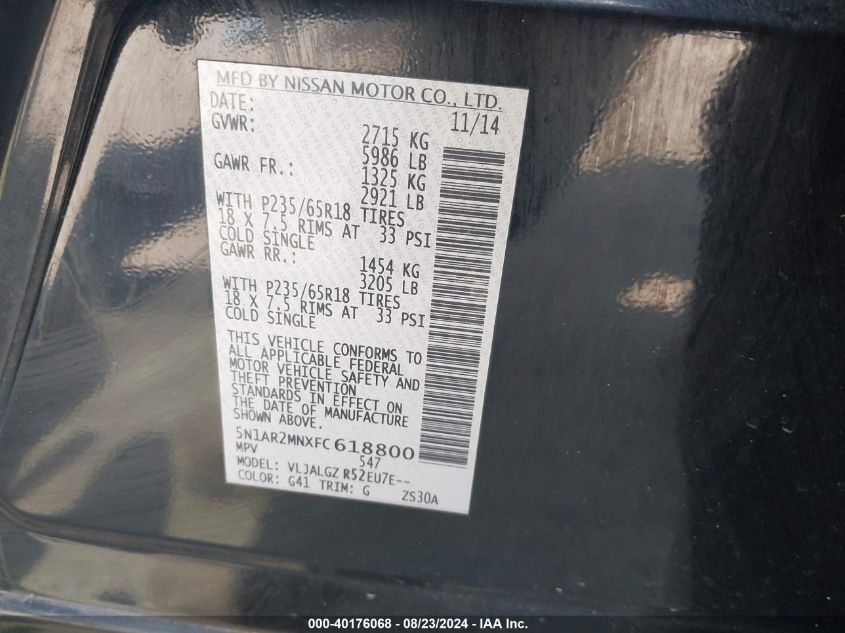 MFD BY NISSAN MOTOR CO., LTD.
DATE: 11/14
GVWR: 2715 KG
5986 LB
GAWR FR.: 1325 KG
2921 LB
WITH P235/65R18 TIRES
18 X 7.5 RIMS AT 33 PSI
COLD SINGLE
GAWR RR.: 1454 KG
3205 LB
WITH P235/65R18 TIRES
18 X 7.5 RIMS AT 33 PSI
COLD SINGLE
THIS VEHICLE CONFORMS TO
ALL APPLICABLE FEDERAL
MOTOR VEHICLE SAFETY AND
THEFT PREVENTION
STANDARDS IN EFFECT ON
THE DATE OF MANUFACTURE
SHOWN ABOVE.
5N1AR2MNXFC618800
MPV 547
MODEL: VLJALGZ R52EU7E--
COLOR: G41 TRIM: G ZS30A
000-40176068 - 08/23/2024 - IAA Inc.